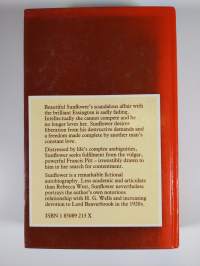 Beautiful Sunflower's scandalous affair with
the brilliant Essington is sadly fading.
Intellectually she cannot compete and he
no longer loves her. Sunflower desires
liberation from his destructive demands and
a freedom made complete by another man's
constant love.
Distressed by life's complex ambiguities,
Sunflower seeks fulfilment from the vulgar,
powerful Francis Pitt – irresistibly drawn to
him in her search for contentment.
Sunflower is a remarkable fictional
autobiography. Less academic and articulate
than Rebecca West, Sunflower nevertheless
portrays the author's own notorious
relationship with H. G. Wells and increasing
devotion to Lord Beaverbrook in the 1920s.
ISBN 1 85089 213 X